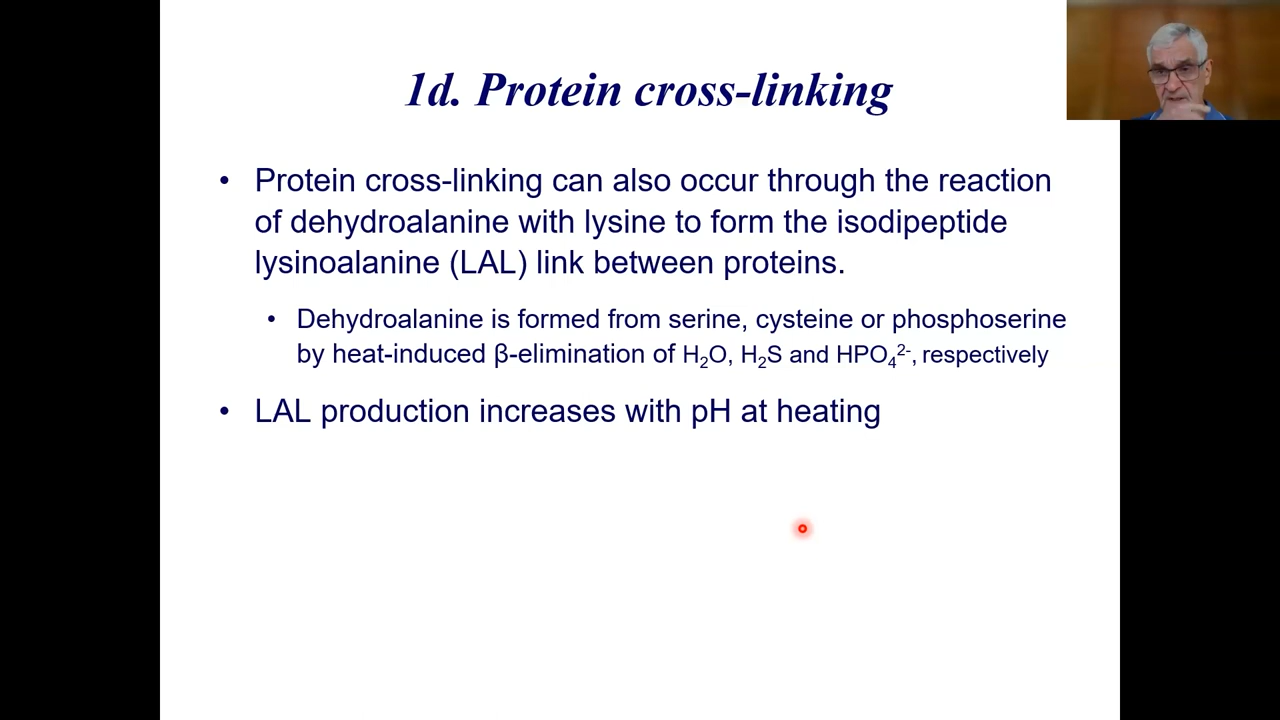 1d. Protein cross-linking
• Protein cross-linking can also occur through the reaction
of dehydroalanine with lysine to form the isodipeptide
lysinoalanine (LAL) link between proteins.
• Dehydroalanine is formed from serine, cysteine or phosphoserine
by heat-induced β-elimination of H₂O, H₂S and HPO₄²⁻, respectively
• LAL production increases with pH at heating